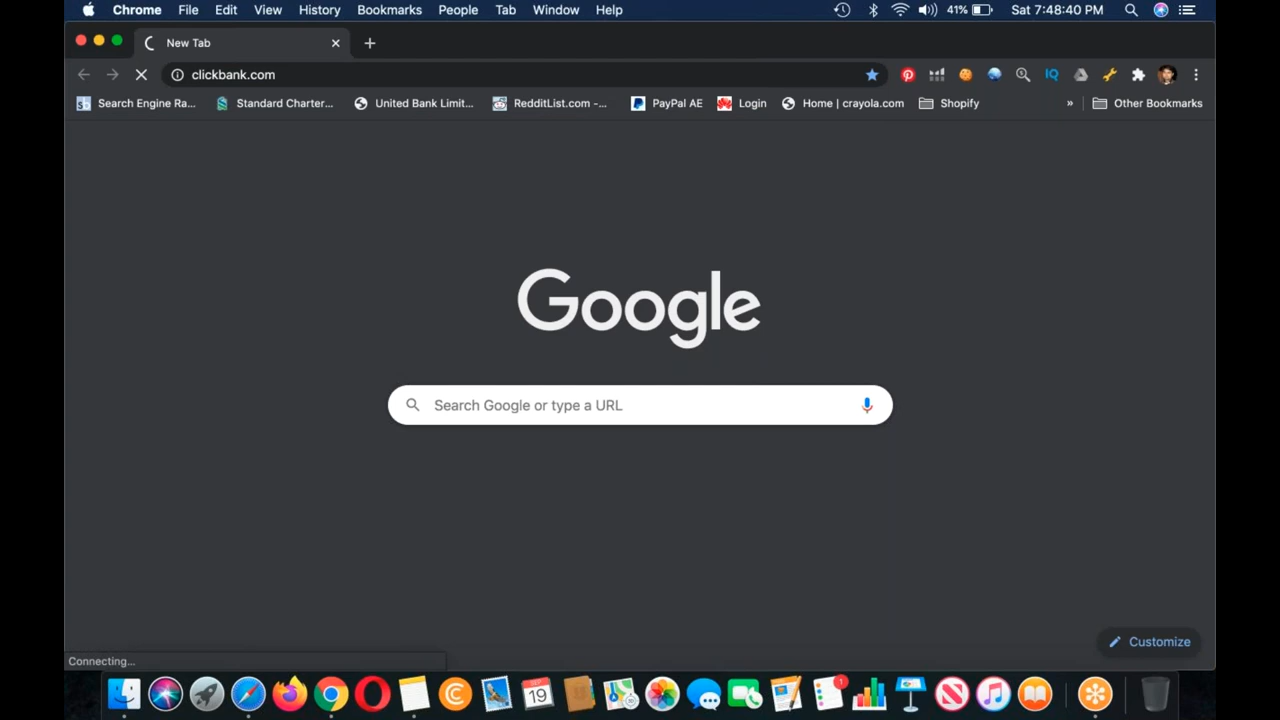 Chrome File Edit View History Bookmarks People Tab Window Help 41% Sat 7:48:40 PM
New Tab
clickbank.com
Search Engine Ra... Standard Charter... United Bank Limit... RedditList.com -... PayPal AE Login Home | crayola.com Shopify » Other Bookmarks
Google
Search Google or type a URL
Customize
Connecting...
19
1